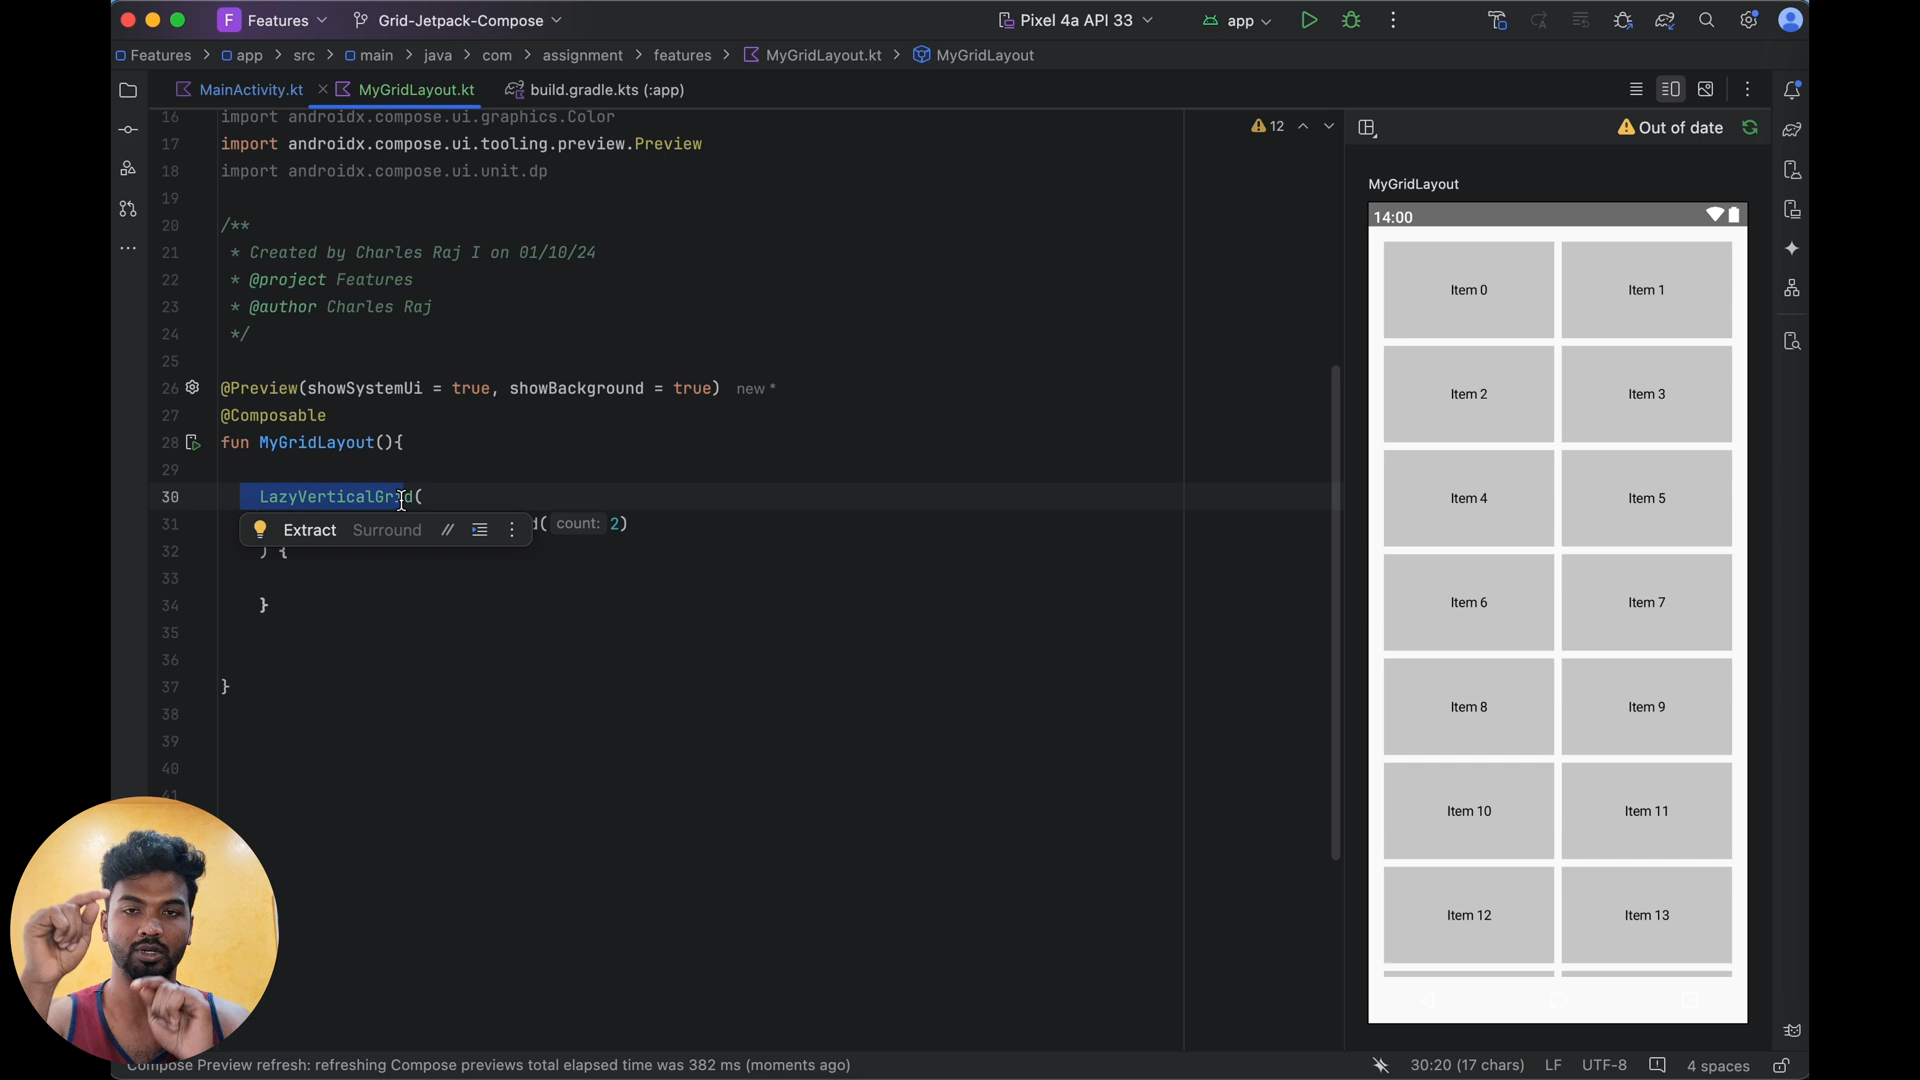 F Features Grid-Jetpack-Compose Pixel 4a API 33 app
Features > app > src > main > java > com > assignment > features > MyGridLayout.kt > MyGridLayout
MainActivity.kt MyGridLayout.kt build.gradle.kts (:app)
16 import androidx.compose.ui.graphics.Color
17 import androidx.compose.ui.tooling.preview.Preview
18 import androidx.compose.ui.unit.dp
19
20 /**
21 * Created by Charles Raj I on 01/10/24
22 * @project Features
23 * @author Charles Raj
24 */
25
26 @Preview(showSystemUi = true, showBackground = true) new *
27 @Composable
28 fun MyGridLayout(){
29
30 LazyVerticalGrid(
31 d( count: 2)
Extract Surround //
32 ) {
33
34 }
35
36
37 }
38
39
40
41
12
Out of date
MyGridLayout
14:00
Item 0 Item 1
Item 2 Item 3
Item 4 Item 5
Item 6 Item 7
Item 8 Item 9
Item 10 Item 11
Item 12 Item 13
Compose Preview refresh: refreshing Compose previews total elapsed time was 382 ms (moments ago) 30:20 (17 chars) LF UTF-8 4 spaces